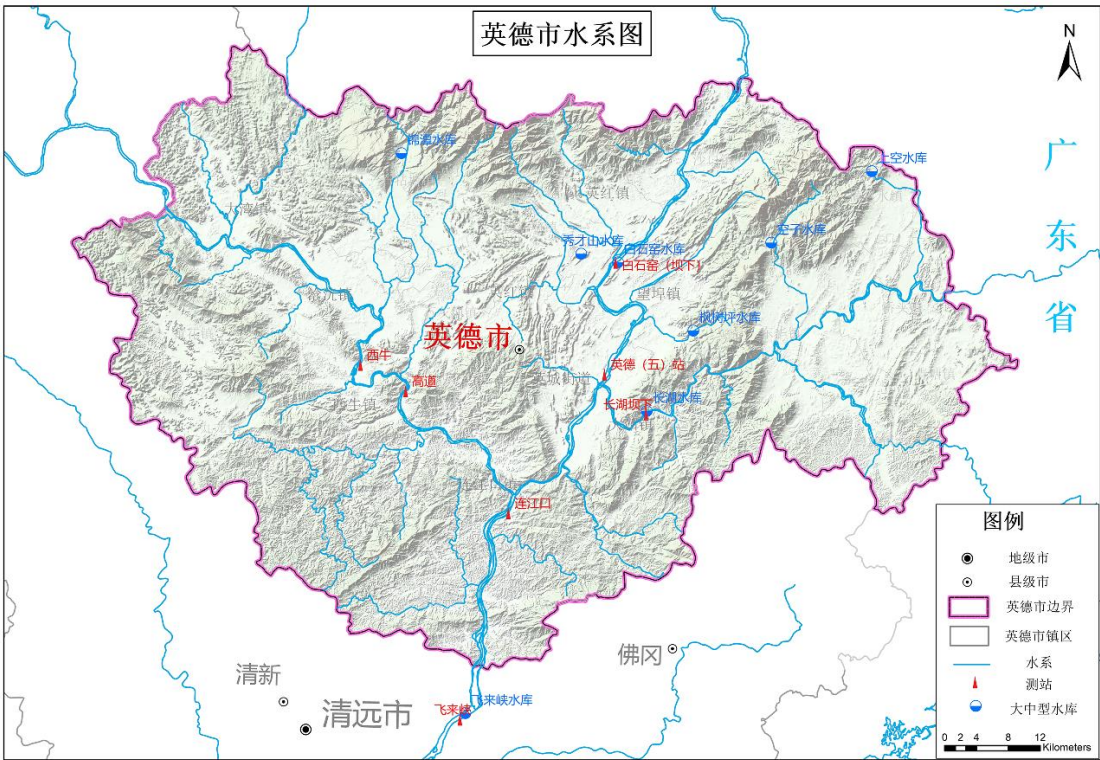 英德市水系图
N
广
东
省
锦潭水库
上空水库
英红镇
大湾镇
秀才山水库
空子水库
白石窑水库
白石窑（坝下）
望埠镇
英德市
枫树坪水库
西牛
英德（五）站
高道
长湖坝下
长湖水库
连江口
清新
清远市
佛冈
飞来峡
飞来峡水库
图例
地级市
县级市
英德市边界
英德市镇区
水系
测站
大中型水库
0 2 4 8 12
Kilometers